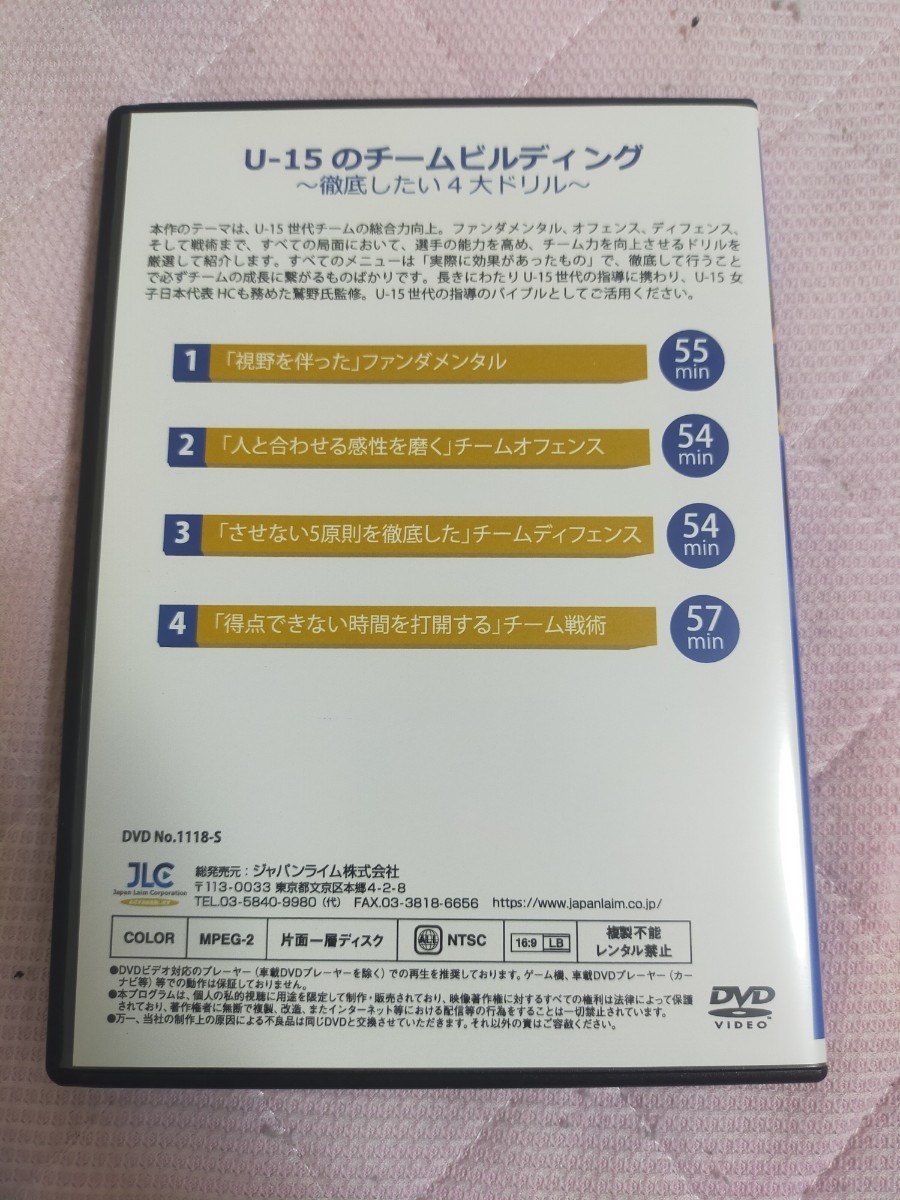 U-15のチームビルディング
～徹底したい4大ドリル～
本作のテーマは、U-15世代チームの総合力向上。ファンダメンタル、オフェンス、ディフェンス、
そして戦術まで、すべての局面において、選手の能力を高め、チーム力を向上させるドリルを
厳選して紹介します。すべてのメニューは「実際に効果があったもの」で、徹底して行うこと
で必ずチームの成長に繋がるものばかりです。長きにわたりU-15世代の指導に携わり、U-15 女
子日本代表 HCも務めた鷲野氏監修。U-15世代の指導のバイブルとしてご活用ください。
1 「視野を伴った」ファンダメンタル 55 min
2 「人と合わせる感性を磨く」チームオフェンス 54 min
3 「させない5原則を徹底した」チームディフェンス 54 min
4 「得点できない時間を打開する」チーム戦術 57 min
DVD No.1118-S
JLC
Japan Laim Corporation
総発売元：ジャパンライム株式会社
〒113-0033 東京都文京区本郷4-2-8
TEL.03-5840-9980（代） FAX.03-3818-6656 https://www.japanlaim.co.jp/
COLOR MPEG-2 片面一層ディスク ALL NTSC 16:9 LB 複製不能
レンタル禁止
●DVDビデオ対応のプレーヤー（車載DVDプレーヤーを除く）での再生を推奨しております。ゲーム機、車載DVDプレーヤー（カー
ナビ等）等での動作は保証しておりません。
●本プログラムは、個人の私的視聴に用途を限定して制作・販売されており、映像著作権に対するすべての権利は法律によって保護
されており、著作権者に無断で複製、改造、またインターネット等における配信等の行為をすることは一切禁止されています。
●万一、当社の制作上の原因による不良品は同じDVDと交換させていただきます。それ以外の責はご容赦ください。
DVD
VIDEO™